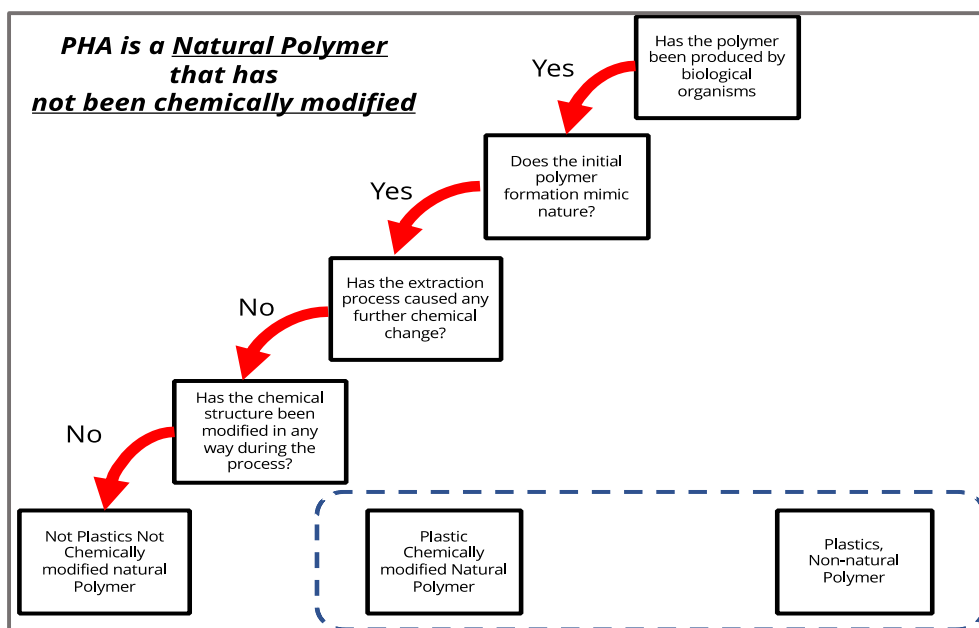 PHA is a Natural Polymer
that has
not been chemically modified
Has the polymer
been produced by
biological
organisms
Yes
Does the initial
polymer
formation mimic
nature?
Yes
Has the extraction
process caused any
further chemical
change?
No
Has the chemical
structure been
modified in any
way during the
process?
No
Not Plastics Not
Chemically
modified natural
Polymer
Plastic
Chemically
modified Natural
Polymer
Plastics,
Non-natural
Polymer